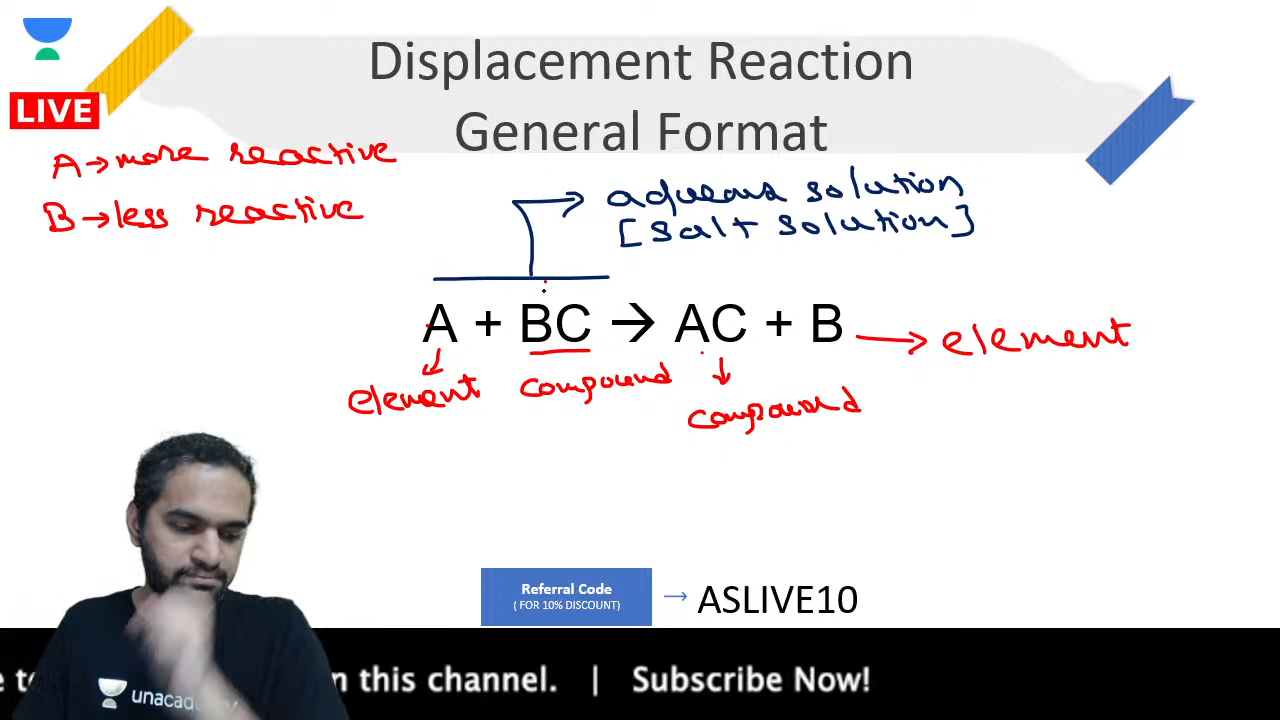 Displacement Reaction
General Format
LIVE
A → more reactive
B → less reactive
aqueous solution
[salt solution]
A + BC → AC + B → element
element compound
compound
Referral Code
( FOR 10% DISCOUNT)
→ ASLIVE10
n this channel. | Subscribe Now!